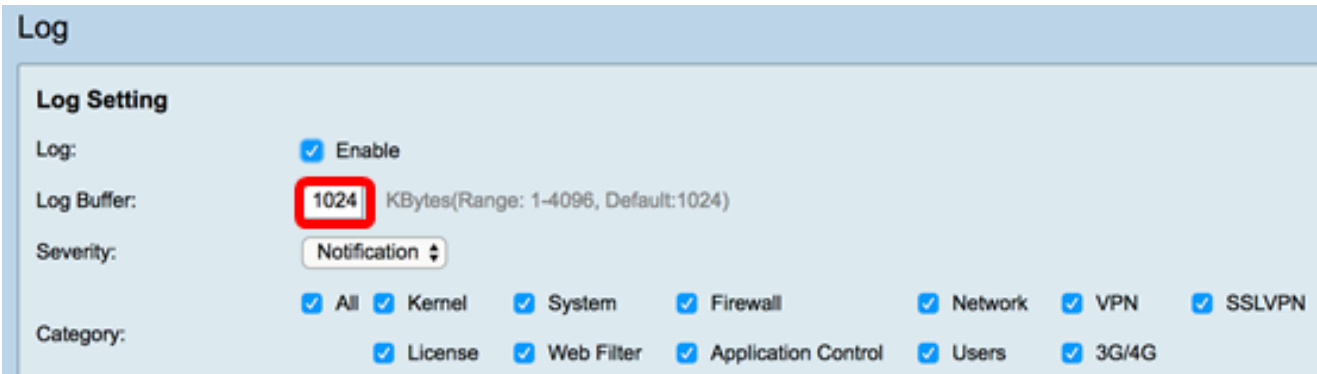 Log
Log Setting
Log: Enable
Log Buffer: 1024 KBytes(Range: 1-4096, Default:1024)
Severity: Notification
All Kernel System Firewall Network VPN SSLVPN
Category:
License Web Filter Application Control Users 3G/4G